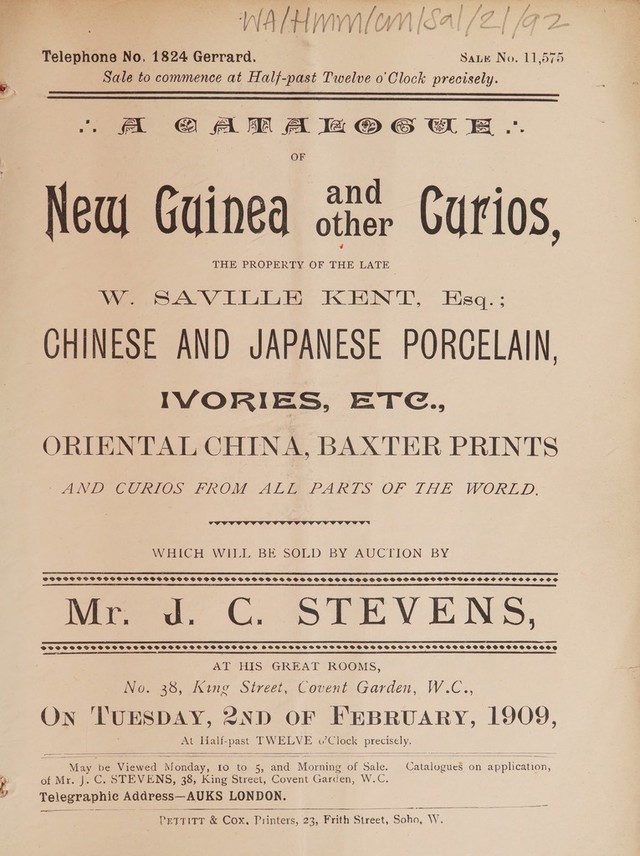 WA/HMM/CM/Sal/21/92
Telephone No. 1824 Gerrard. SALE No. 11,575
Sale to commence at Half-past Twelve o'Clock precisely.
A CATALOGUE
OF
New Guinea and other Curios,
THE PROPERTY OF THE LATE
W. SAVILLE KENT, Esq.;
CHINESE AND JAPANESE PORCELAIN,
IVORIES, ETC.,
ORIENTAL CHINA, BAXTER PRINTS
AND CURIOS FROM ALL PARTS OF THE WORLD.
WHICH WILL BE SOLD BY AUCTION BY
Mr. J. C. STEVENS,
AT HIS GREAT ROOMS,
No. 38, King Street, Covent Garden, W.C.,
ON TUESDAY, 2ND OF FEBRUARY, 1909,
At Half-past TWELVE o'Clock precisely.
May be Viewed Monday, 10 to 5, and Morning of Sale. Catalogues on application,
of Mr. J. C. STEVENS, 38, King Street, Covent Garden, W.C.
Telegraphic Address—AUKS LONDON.
PETTITT & COX, Printers, 23, Frith Street, Soho, W.